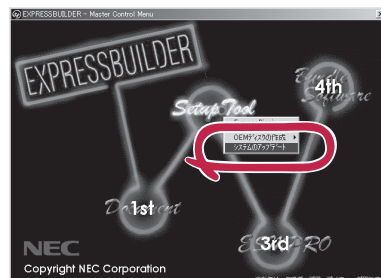 EXPRESSBUILDER - Master Control Menu
EXPRESSBUILDER
4th
Software
Setup Tool
OEMディスクの作成
システムのアップデート
1st
3rd
NEC
Copyright NEC Corporation